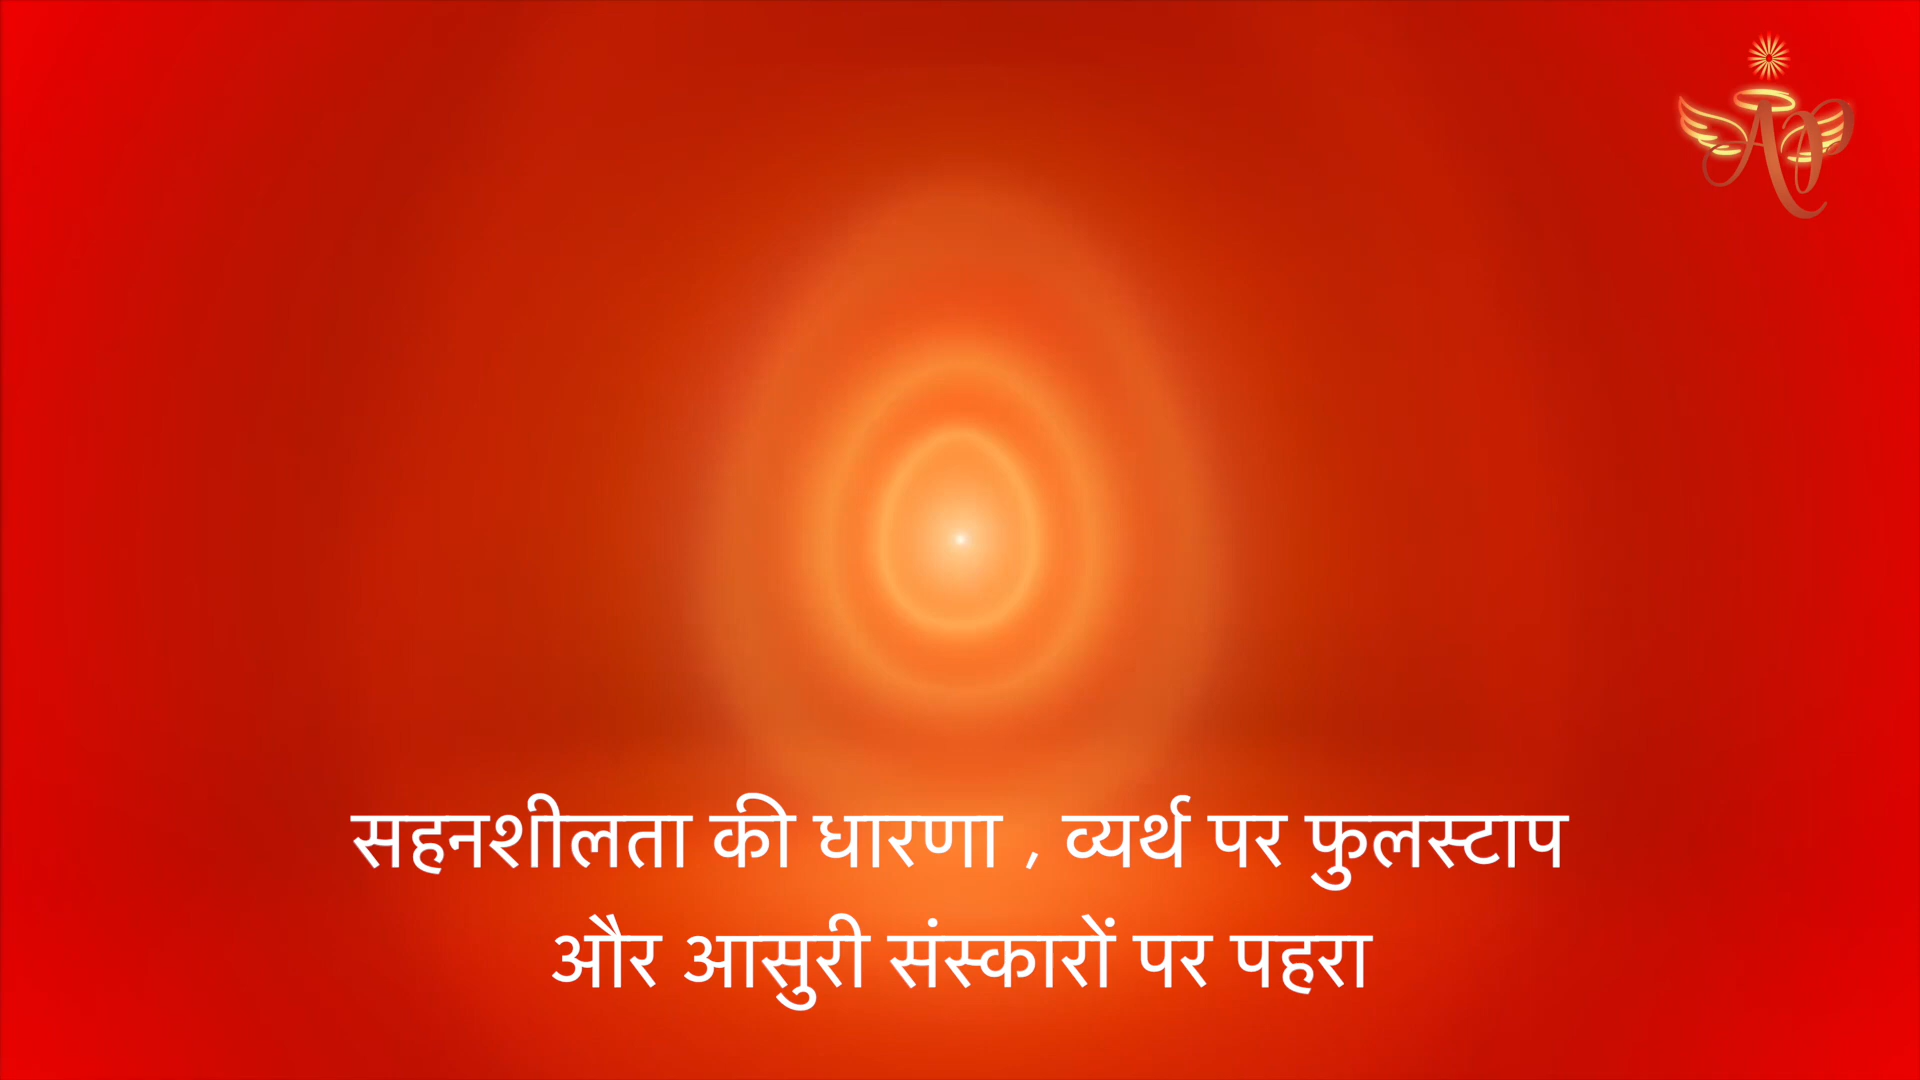 सहनशीलता की धारणा , व्यर्थ पर फुलस्टाप
और आसुरी संस्कारों पर पहरा